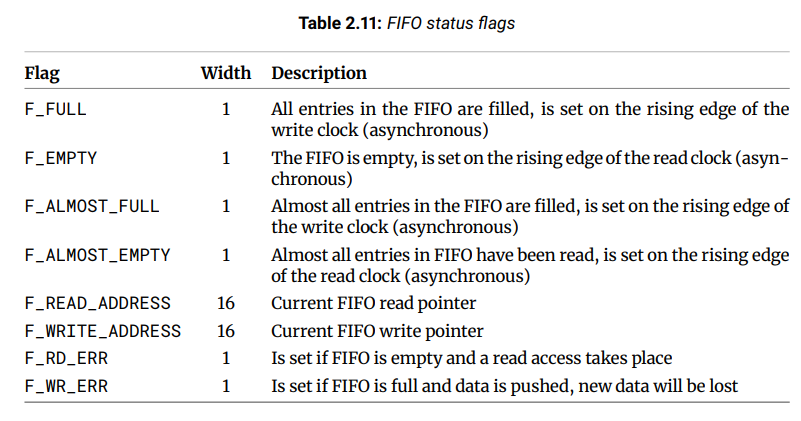 Table 2.11: FIFO status flags
Flag Width Description
F_FULL 1 All entries in the FIFO are filled, is set on the rising edge of the
write clock (asynchronous)
F_EMPTY 1 The FIFO is empty, is set on the rising edge of the read clock (asyn-
chronous)
F_ALMOST_FULL 1 Almost all entries in the FIFO are filled, is set on the rising edge of
the write clock (asynchronous)
F_ALMOST_EMPTY 1 Almost all entries in FIFO have been read, is set on the rising edge
of the read clock (asynchronous)
F_READ_ADDRESS 16 Current FIFO read pointer
F_WRITE_ADDRESS 16 Current FIFO write pointer
F_RD_ERR 1 Is set if FIFO is empty and a read access takes place
F_WR_ERR 1 Is set if FIFO is full and data is pushed, new data will be lost